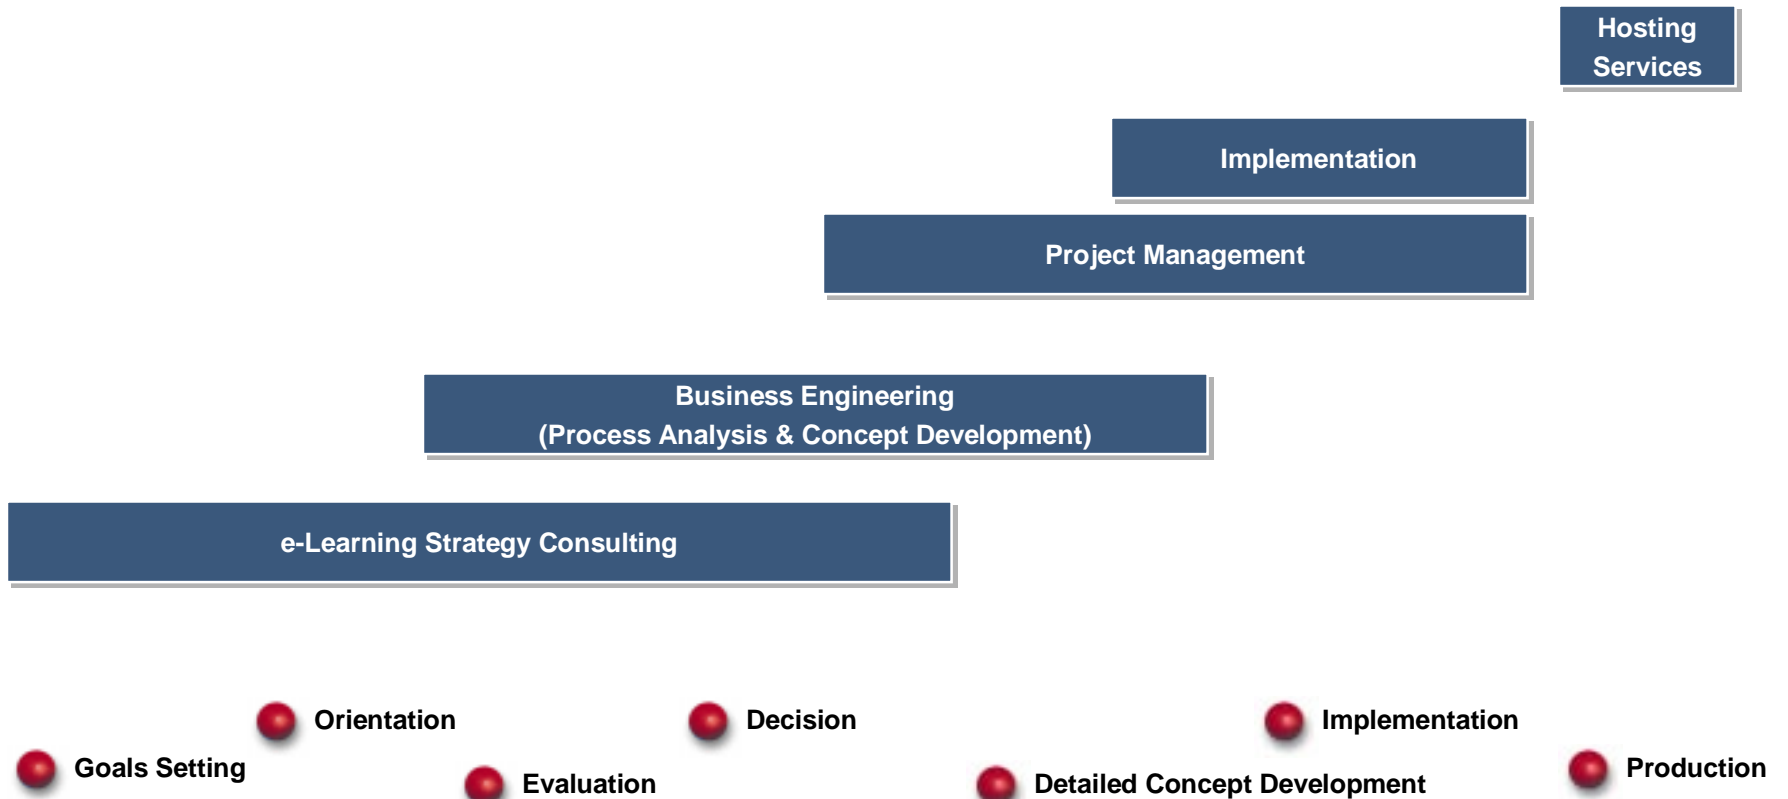 Hosting
Services
Implementation
Project Management
Business Engineering
(Process Analysis & Concept Development)
e-Learning Strategy Consulting
Orientation
Decision
Implementation
Goals Setting
Evaluation
Detailed Concept Development
Production